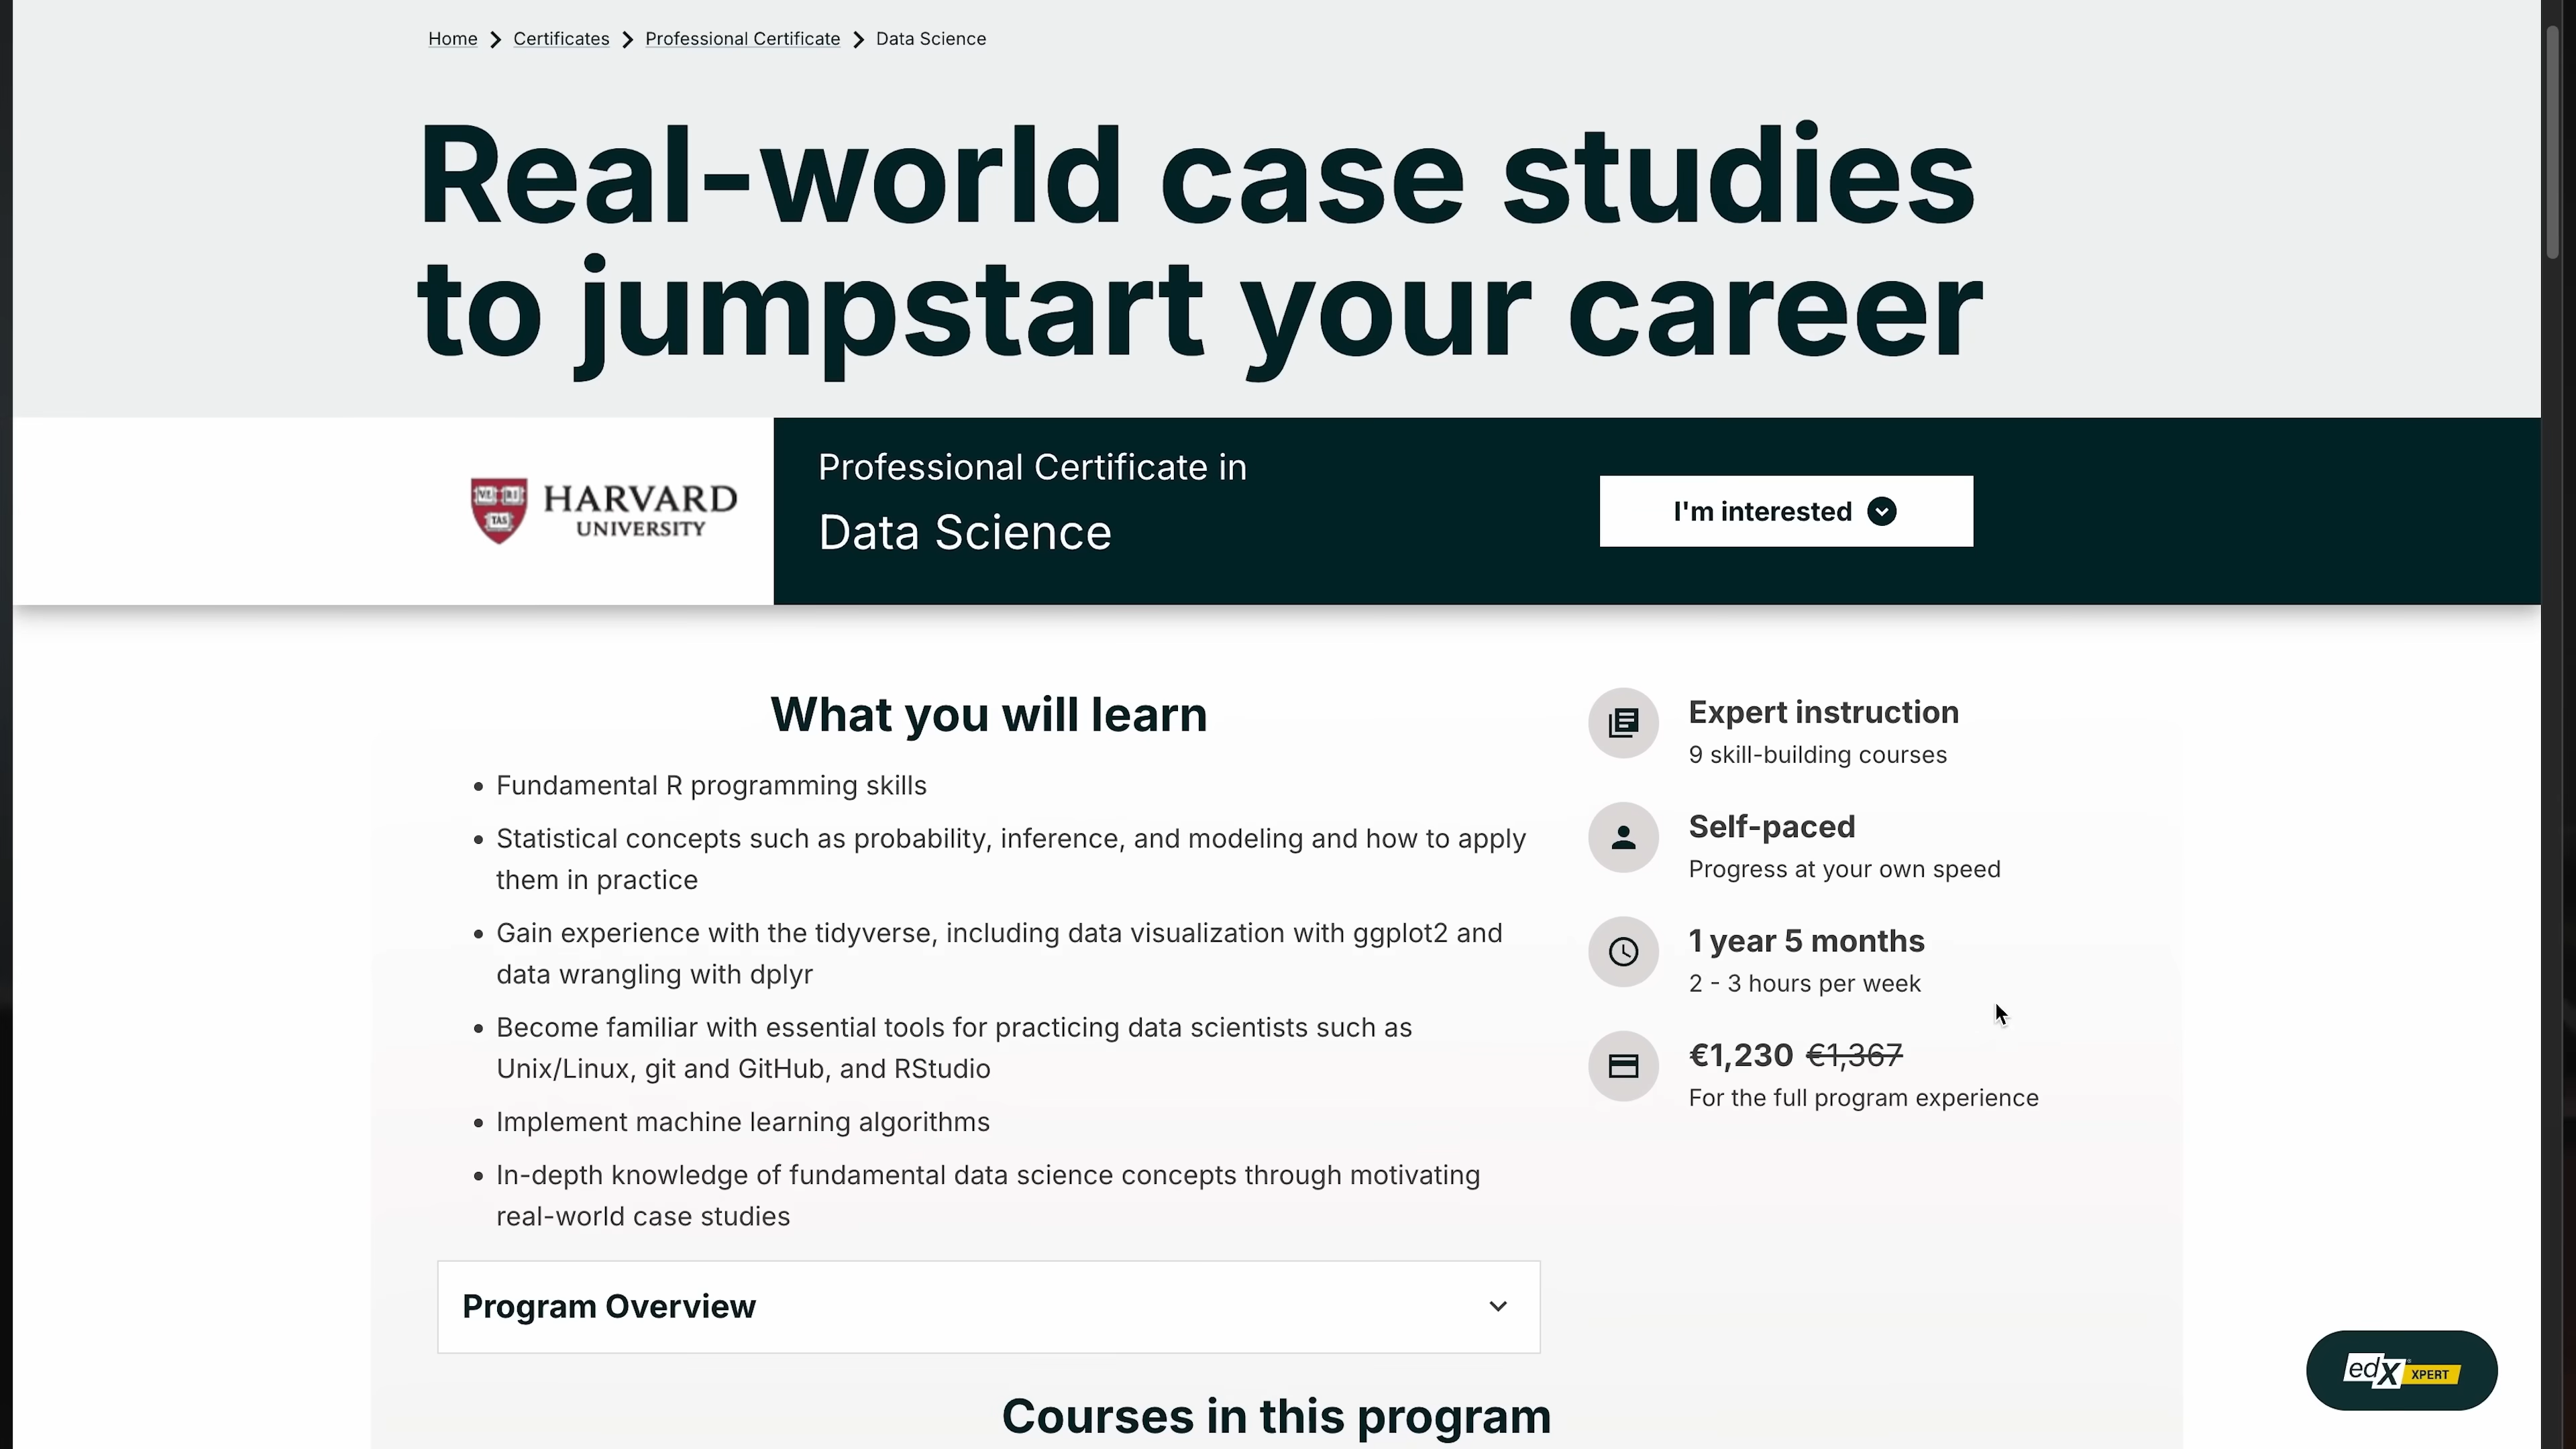 Home > Certificates > Professional Certificate > Data Science
Real-world case studies
to jumpstart your career
VE RI
TAS
HARVARD
UNIVERSITY
Professional Certificate in
Data Science
I'm interested
What you will learn
• Fundamental R programming skills
• Statistical concepts such as probability, inference, and modeling and how to apply
them in practice
• Gain experience with the tidyverse, including data visualization with ggplot2 and
data wrangling with dplyr
• Become familiar with essential tools for practicing data scientists such as
Unix/Linux, git and GitHub, and RStudio
• Implement machine learning algorithms
• In-depth knowledge of fundamental data science concepts through motivating
real-world case studies
Expert instruction
9 skill-building courses
Self-paced
Progress at your own speed
1 year 5 months
2 - 3 hours per week
€1,230 €1,367
For the full program experience
Program Overview
Courses in this program
edX XPERT